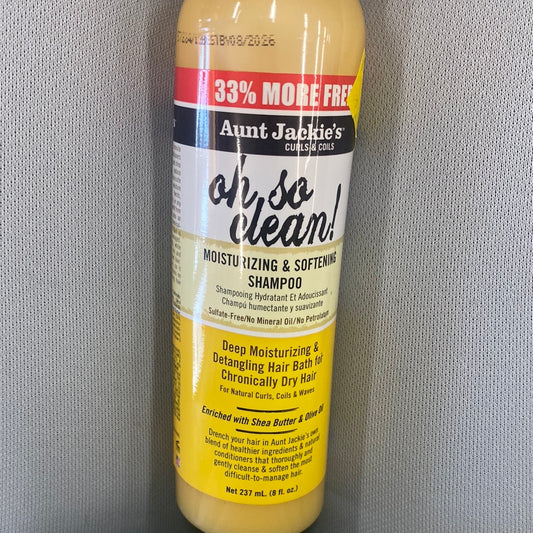 BY08/2026
33% MORE FREE
Aunt Jackie's
CURLS & COILS
oh so
clean!
MOISTURIZING & SOFTENING
SHAMPOO
Shampooing Hydratant Et Adoucissant
Champú humectante y suavizante
Sulfate-Free/No Mineral Oil/No Petrolatum
Deep Moisturizing &
Detangling Hair Bath for
Chronically Dry Hair
For Natural Curls, Coils & Waves
Enriched with Shea Butter & Olive Oil
Drench your hair in Aunt Jackie's own
blend of healthier ingredients & natural
conditioners that thoroughly and
gently cleanse & soften the most
difficult-to-manage hair.
Net 237 mL. (8 fl. oz.)